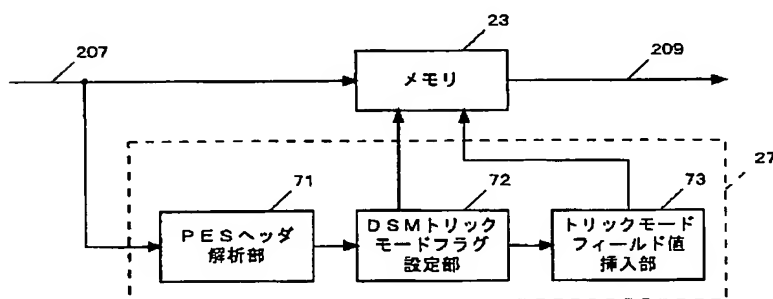 23
207
209
メモリ
27
71
72
73
PESヘッダ
解析部
DSMトリック
モードフラグ
設定部
トリックモード
フィールド値
挿入部